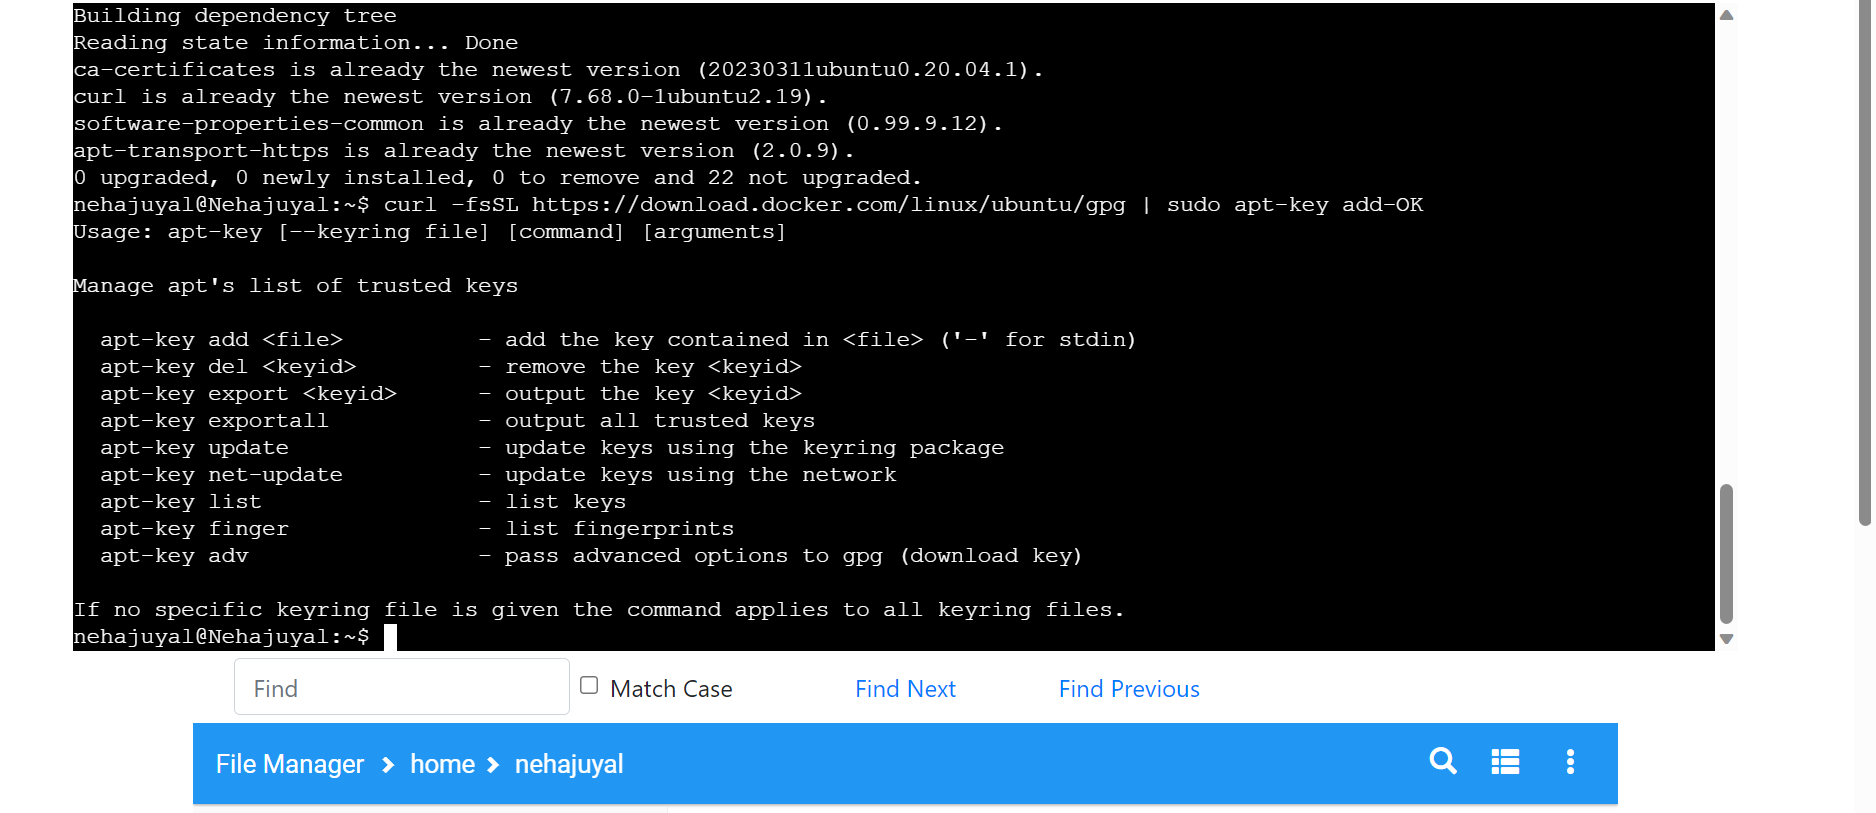 Building dependency tree
Reading state information... Done
ca-certificates is already the newest version (20230311ubuntu0.20.04.1).
curl is already the newest version (7.68.0-1ubuntu2.19).
software-properties-common is already the newest version (0.99.9.12).
apt-transport-https is already the newest version (2.0.9).
0 upgraded, 0 newly installed, 0 to remove and 22 not upgraded.
nehajuyal@Nehajuyal:~$ curl -fsSL https://download.docker.com/linux/ubuntu/gpg | sudo apt-key add-OK
Usage: apt-key [--keyring file] [command] [arguments]
Manage apt's list of trusted keys
apt-key add <file> - add the key contained in <file> ('-' for stdin)
apt-key del <keyid> - remove the key <keyid>
apt-key export <keyid> - output the key <keyid>
apt-key exportall - output all trusted keys
apt-key update - update keys using the keyring package
apt-key net-update - update keys using the network
apt-key list - list keys
apt-key finger - list fingerprints
apt-key adv - pass advanced options to gpg (download key)
If no specific keyring file is given the command applies to all keyring files.
nehajuyal@Nehajuyal:~$
Find Match Case Find Next Find Previous
File Manager > home > nehajuyal